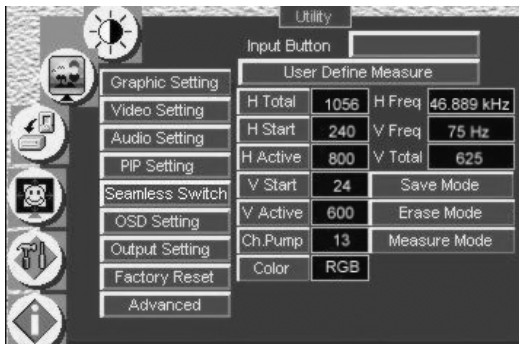 Utility
Input Button
User Define Measure
Graphic Setting
Video Setting
Audio Setting
PIP Setting
Seamless Switch
OSD Setting
Output Setting
Factory Reset
Advanced
H Total 1056 H Freq 46.889 kHz
H Start 240 V Freq 75 Hz
H Active 800 V Total 625
V Start 24 Save Mode
V Active 600 Erase Mode
Ch.Pump 13 Measure Mode
Color RGB